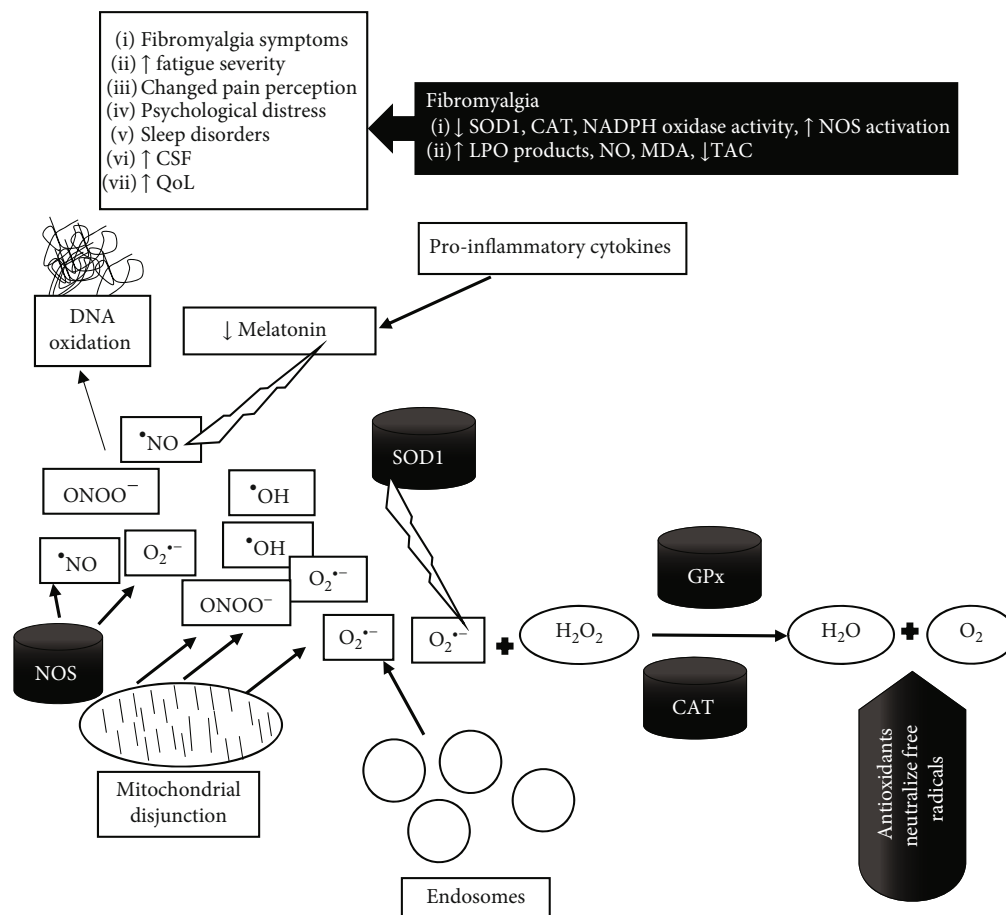 (i) Fibromyalgia symptoms
(ii) ↑ fatigue severity
(iii) Changed pain perception
(iv) Psychological distress
(v) Sleep disorders
(vi) ↑ CSF
(vii) ↑ QoL
Fibromyalgia
(i) ↓ SOD1, CAT, NADPH oxidase activity, ↑ NOS activation
(ii) ↑ LPO products, NO, MDA, ↓TAC
Pro-inflammatory cytokines
DNA
oxidation
↓ Melatonin
•NO
SOD1
ONOO⁻
•OH
•NO
O₂•⁻
•OH
O₂•⁻
ONOO⁻
GPx
O₂•⁻
O₂•⁻
H₂O₂
H₂O
O₂
NOS
CAT
Mitochondrial
disjunction
Antioxidants
neutralize free
radicals
Endosomes